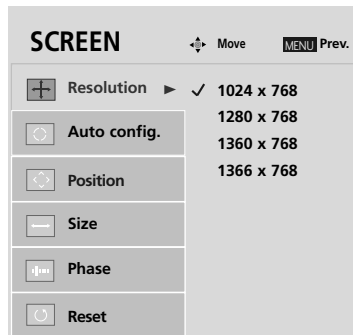 SCREEN Move MENU Prev.
Resolution 1024 x 768
1280 x 768
Auto config.
1360 x 768
1366 x 768
Position
Size
Phase
Reset